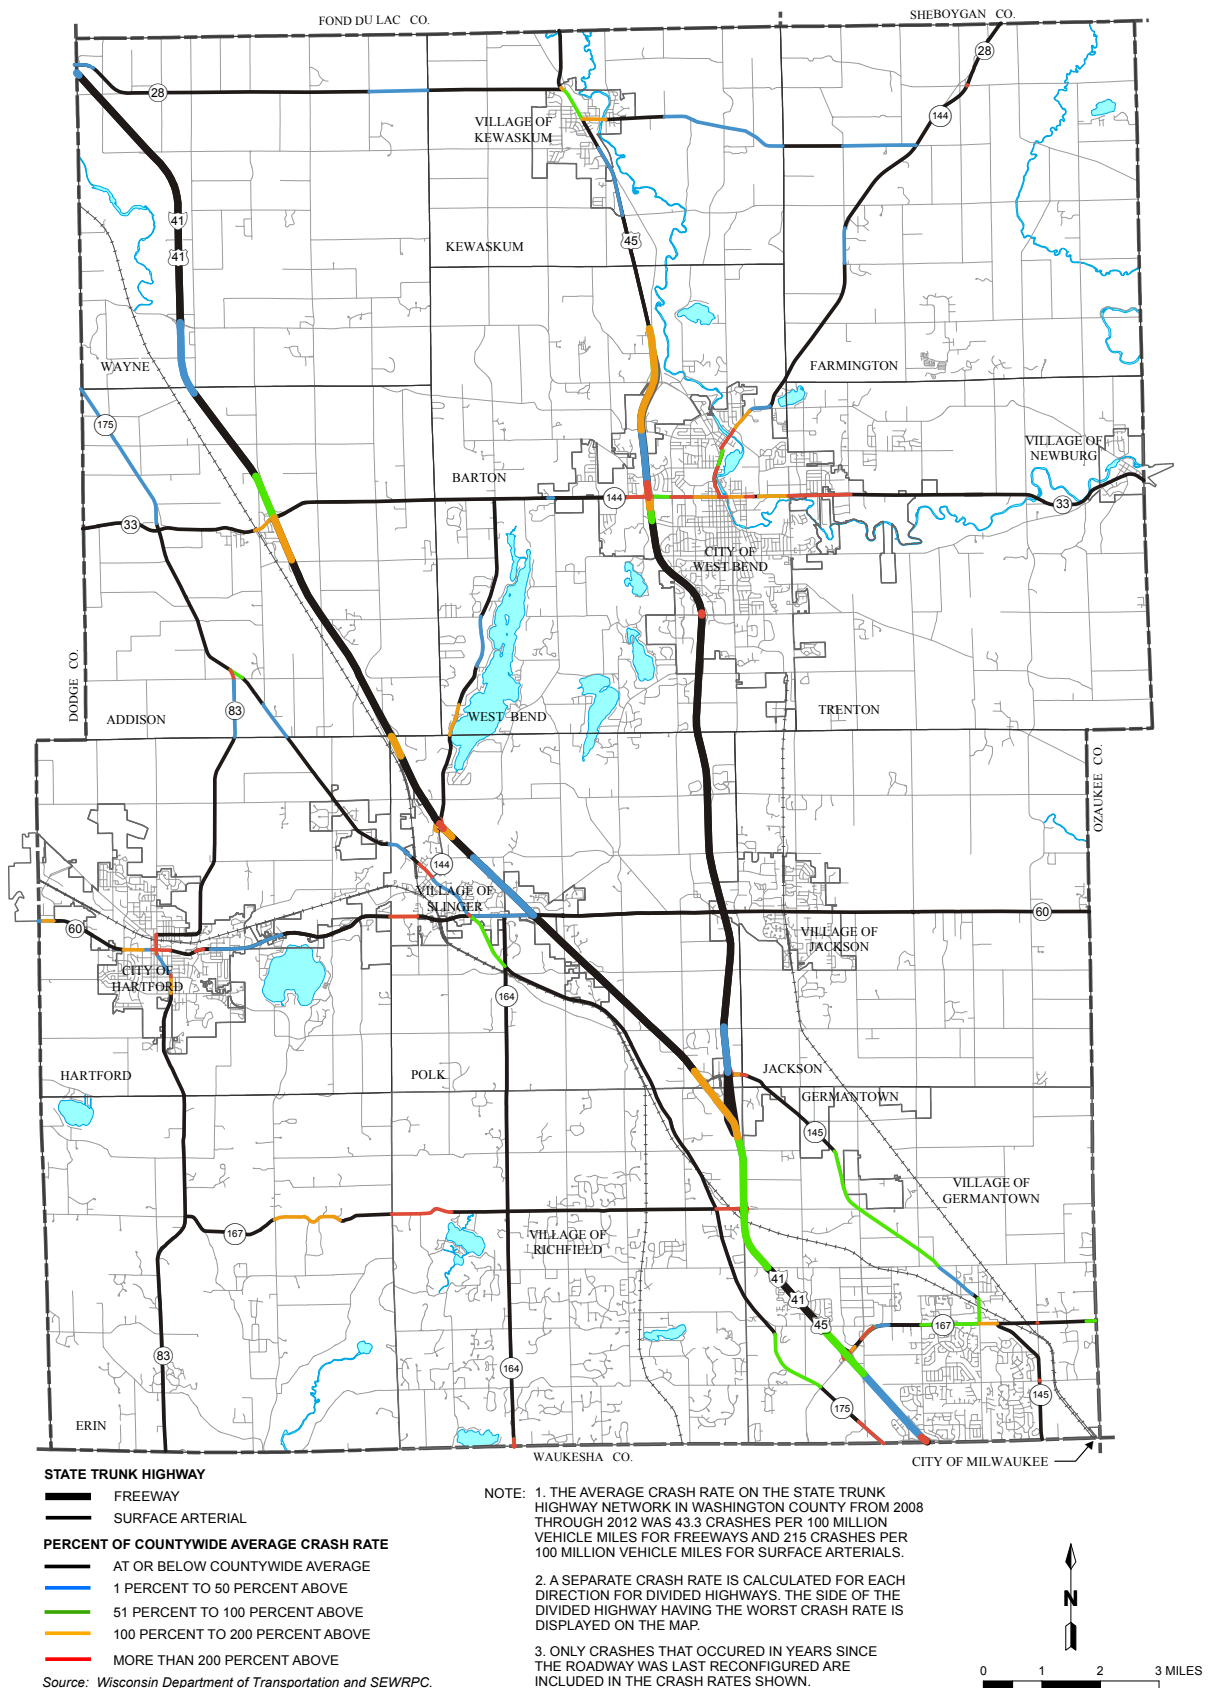 FOND DU LAC CO.
SHEBOYGAN CO.
28
28
144
VILLAGE OF
KEWASKUM
41
41
45
KEWASKUM
WAYNE
FARMINGTON
175
VILLAGE OF
NEWBURG
BARTON
144
33
33
CITY OF
WEST BEND
DODGE CO.
ADDISON
83
WEST BEND
TRENTON
OZAUKEE CO.
144
VILLAGE OF
SLINGER
60
60
VILLAGE OF
JACKSON
CITY OF
HARTFORD
164
HARTFORD
POLK
JACKSON
GERMANTOWN
145
VILLAGE OF
GERMANTOWN
167
VILLAGE OF
RICHFIELD
41
41
45
167
83
164
175
145
ERIN
WAUKESHA CO.
CITY OF MILWAUKEE
STATE TRUNK HIGHWAY
FREEWAY
SURFACE ARTERIAL
PERCENT OF COUNTYWIDE AVERAGE CRASH RATE
AT OR BELOW COUNTYWIDE AVERAGE
1 PERCENT TO 50 PERCENT ABOVE
51 PERCENT TO 100 PERCENT ABOVE
100 PERCENT TO 200 PERCENT ABOVE
MORE THAN 200 PERCENT ABOVE
Source: Wisconsin Department of Transportation and SEWRPC.
NOTE: 1. THE AVERAGE CRASH RATE ON THE STATE TRUNK
HIGHWAY NETWORK IN WASHINGTON COUNTY FROM 2008
THROUGH 2012 WAS 43.3 CRASHES PER 100 MILLION
VEHICLE MILES FOR FREEWAYS AND 215 CRASHES PER
100 MILLION VEHICLE MILES FOR SURFACE ARTERIALS.
2. A SEPARATE CRASH RATE IS CALCULATED FOR EACH
DIRECTION FOR DIVIDED HIGHWAYS. THE SIDE OF THE
DIVIDED HIGHWAY HAVING THE WORST CRASH RATE IS
DISPLAYED ON THE MAP.
3. ONLY CRASHES THAT OCCURED IN YEARS SINCE
THE ROADWAY WAS LAST RECONFIGURED ARE
INCLUDED IN THE CRASH RATES SHOWN.
N
0 1 2 3 MILES